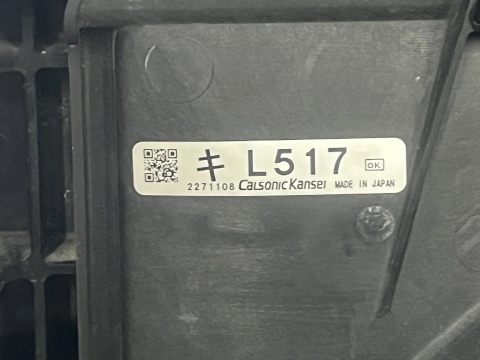 キ L517 OK
2271108 CalsonicKansei MADE IN JAPAN